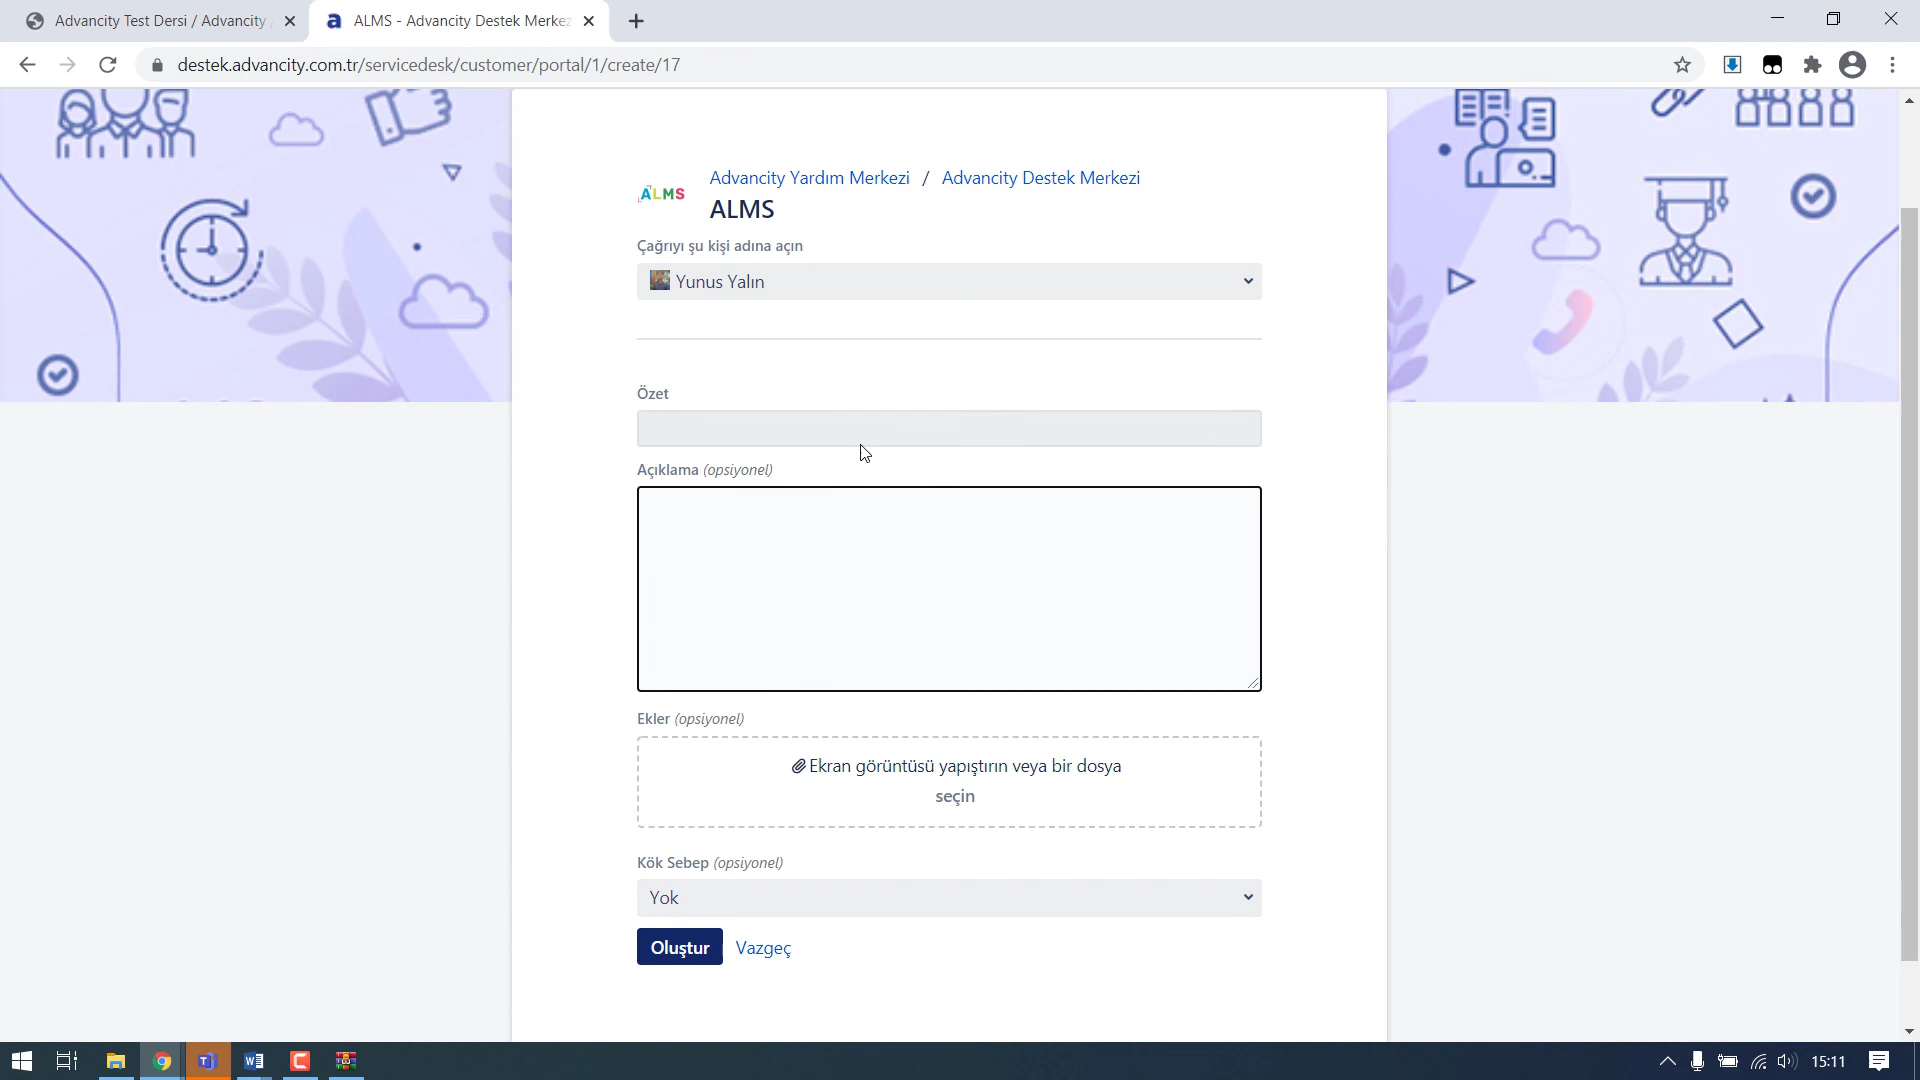 Advancity Test Dersi / Advancity
ALMS - Advancity Destek Merkez
destek.advancity.com.tr/servicedesk/customer/portal/1/create/17
ALMS
Advancity Yardım Merkezi / Advancity Destek Merkezi
ALMS
Çağrıyı şu kişi adına açın
Yunus Yalın
Özet
Açıklama (opsiyonel)
Ekler (opsiyonel)
Ekran görüntüsü yapıştırın veya bir dosya
seçin
Kök Sebep (opsiyonel)
Yok
Oluştur Vazgeç
15:11